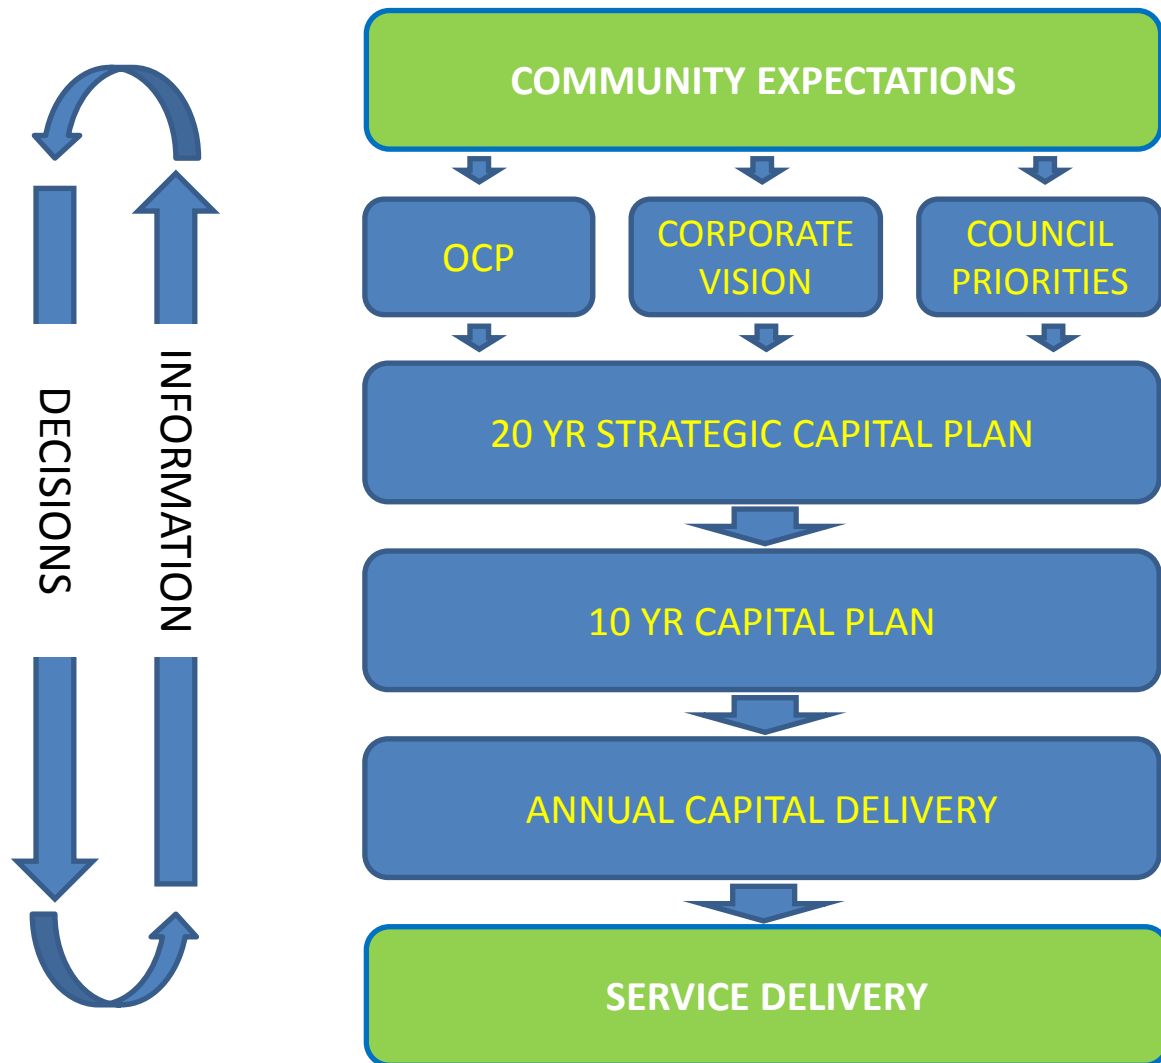 COMMUNITY EXPECTATIONS
OCP
CORPORATE
VISION
COUNCIL
PRIORITIES
20 YR STRATEGIC CAPITAL PLAN
10 YR CAPITAL PLAN
ANNUAL CAPITAL DELIVERY
SERVICE DELIVERY
DECISIONS
INFORMATION